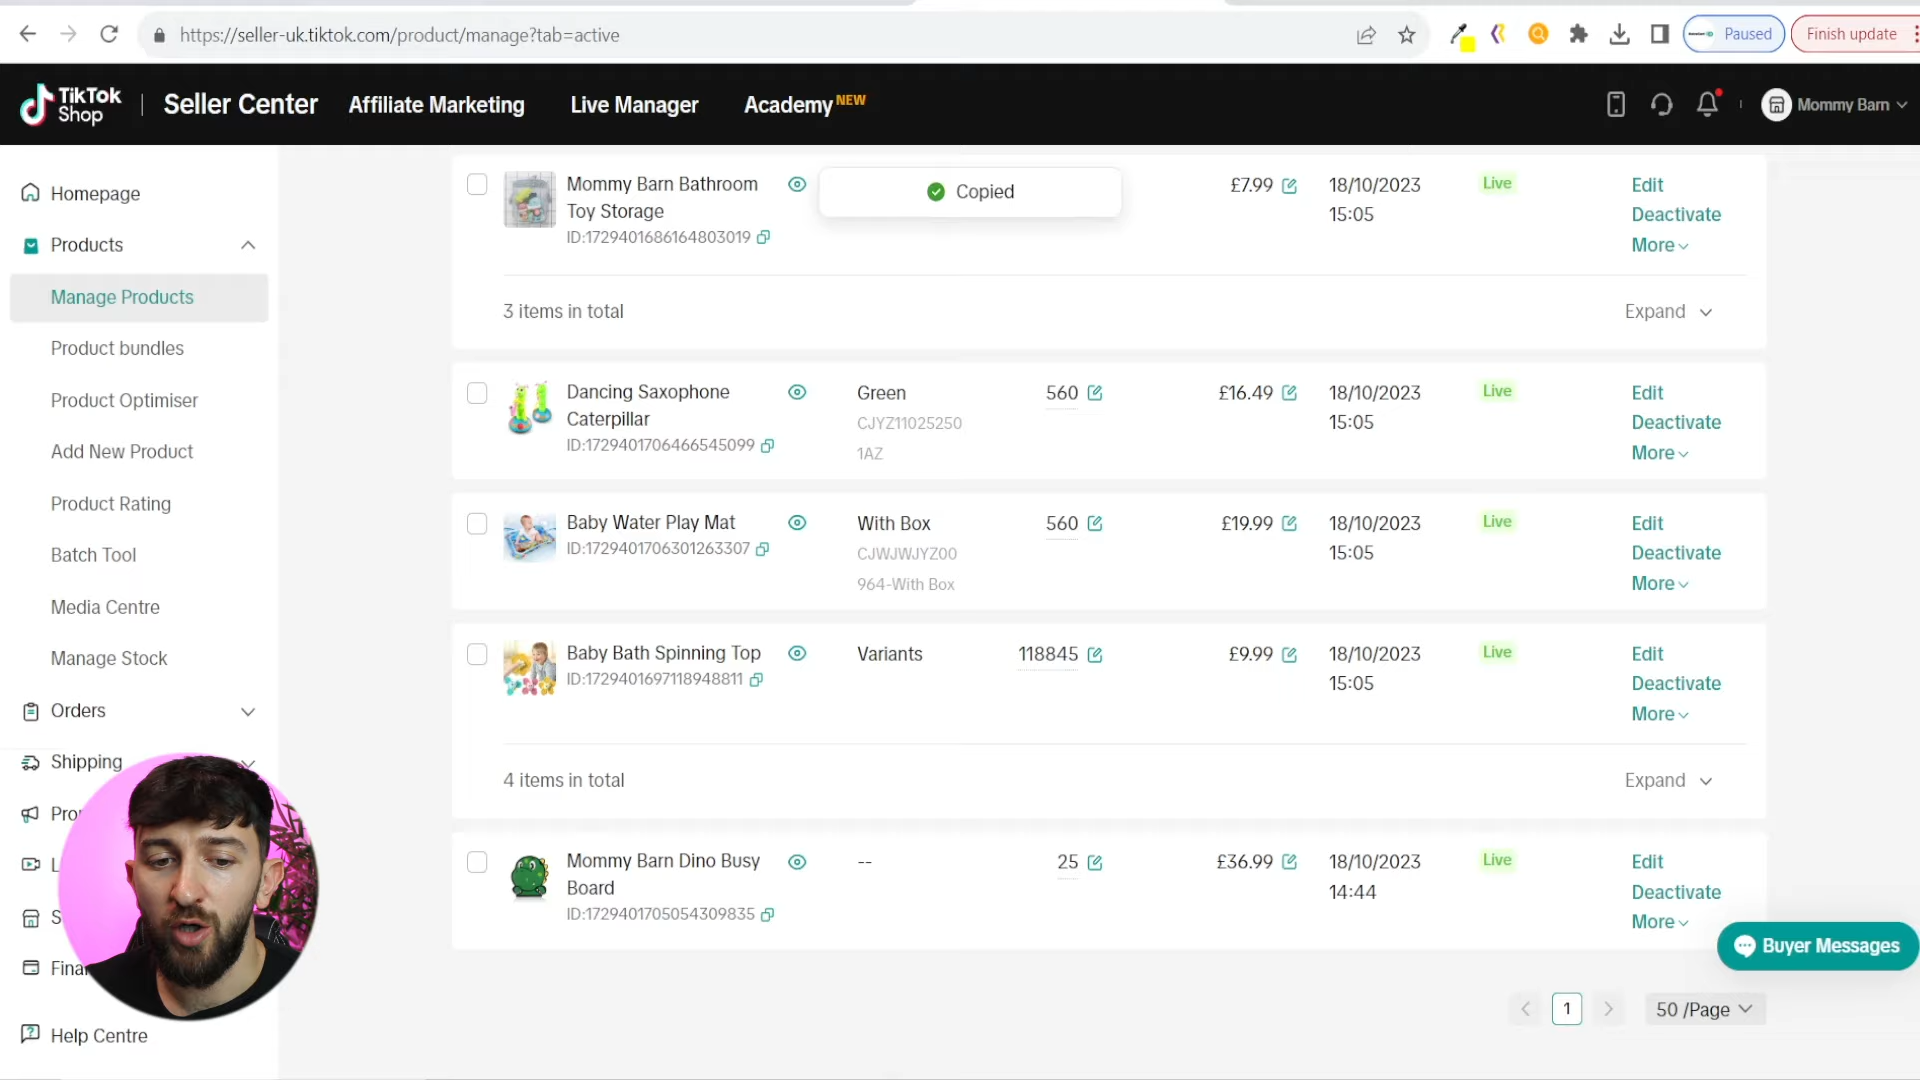 https://seller-uk.tiktok.com/product/manage?tab=active
Paused
Finish update
TikTok
Shop
Seller Center
Affiliate Marketing
Live Manager
Academy NEW
Mommy Barn
Homepage
Products
Manage Products
Product bundles
Product Optimiser
Add New Product
Product Rating
Batch Tool
Media Centre
Manage Stock
Orders
Shipping
Help Centre
Copied
Mommy Barn Bathroom
Toy Storage
ID:1729401686164803019
£7.99
18/10/2023
15:05
Live
Edit
Deactivate
More
3 items in total
Expand
Dancing Saxophone
Caterpillar
ID:1729401706466545099
Green
CJYZ11025250
1AZ
560
£16.49
18/10/2023
15:05
Live
Edit
Deactivate
More
Baby Water Play Mat
ID:1729401706301263307
With Box
CJWJWJYZ00
964-With Box
560
£19.99
18/10/2023
15:05
Live
Edit
Deactivate
More
Baby Bath Spinning Top
ID:1729401697118948811
Variants
118845
£9.99
18/10/2023
15:05
Live
Edit
Deactivate
More
4 items in total
Expand
Mommy Barn Dino Busy
Board
ID:1729401705054309835
--
25
£36.99
18/10/2023
14:44
Live
Edit
Deactivate
More
Buyer Messages
1
50 /Page